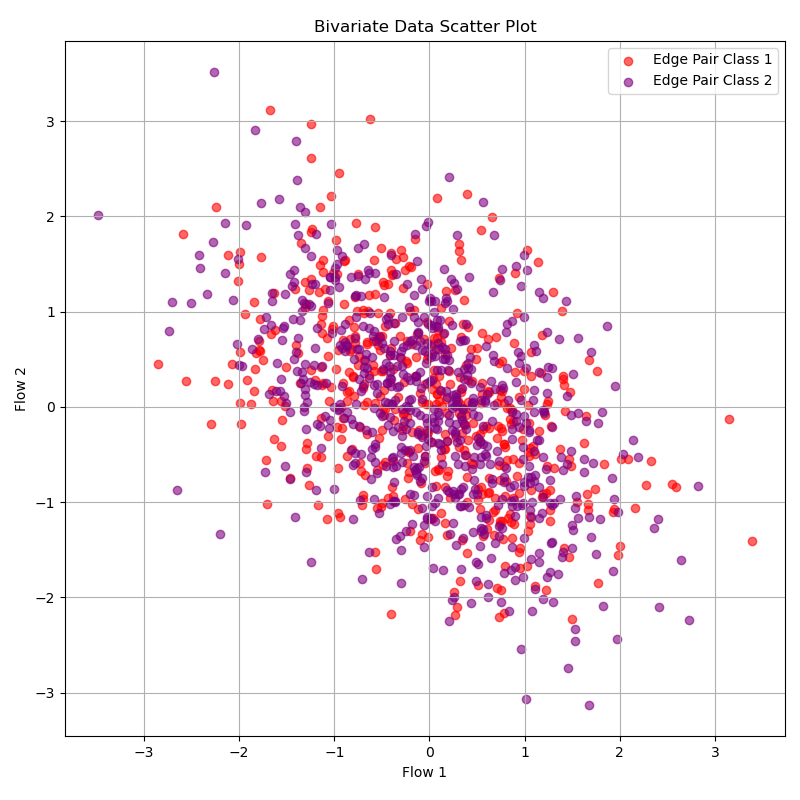 Bivariate Data Scatter Plot
Edge Pair Class 1
Edge Pair Class 2
Flow 2
3
2
1
0
−1
−2
−3
−3
−2
−1
0
1
2
3
Flow 1